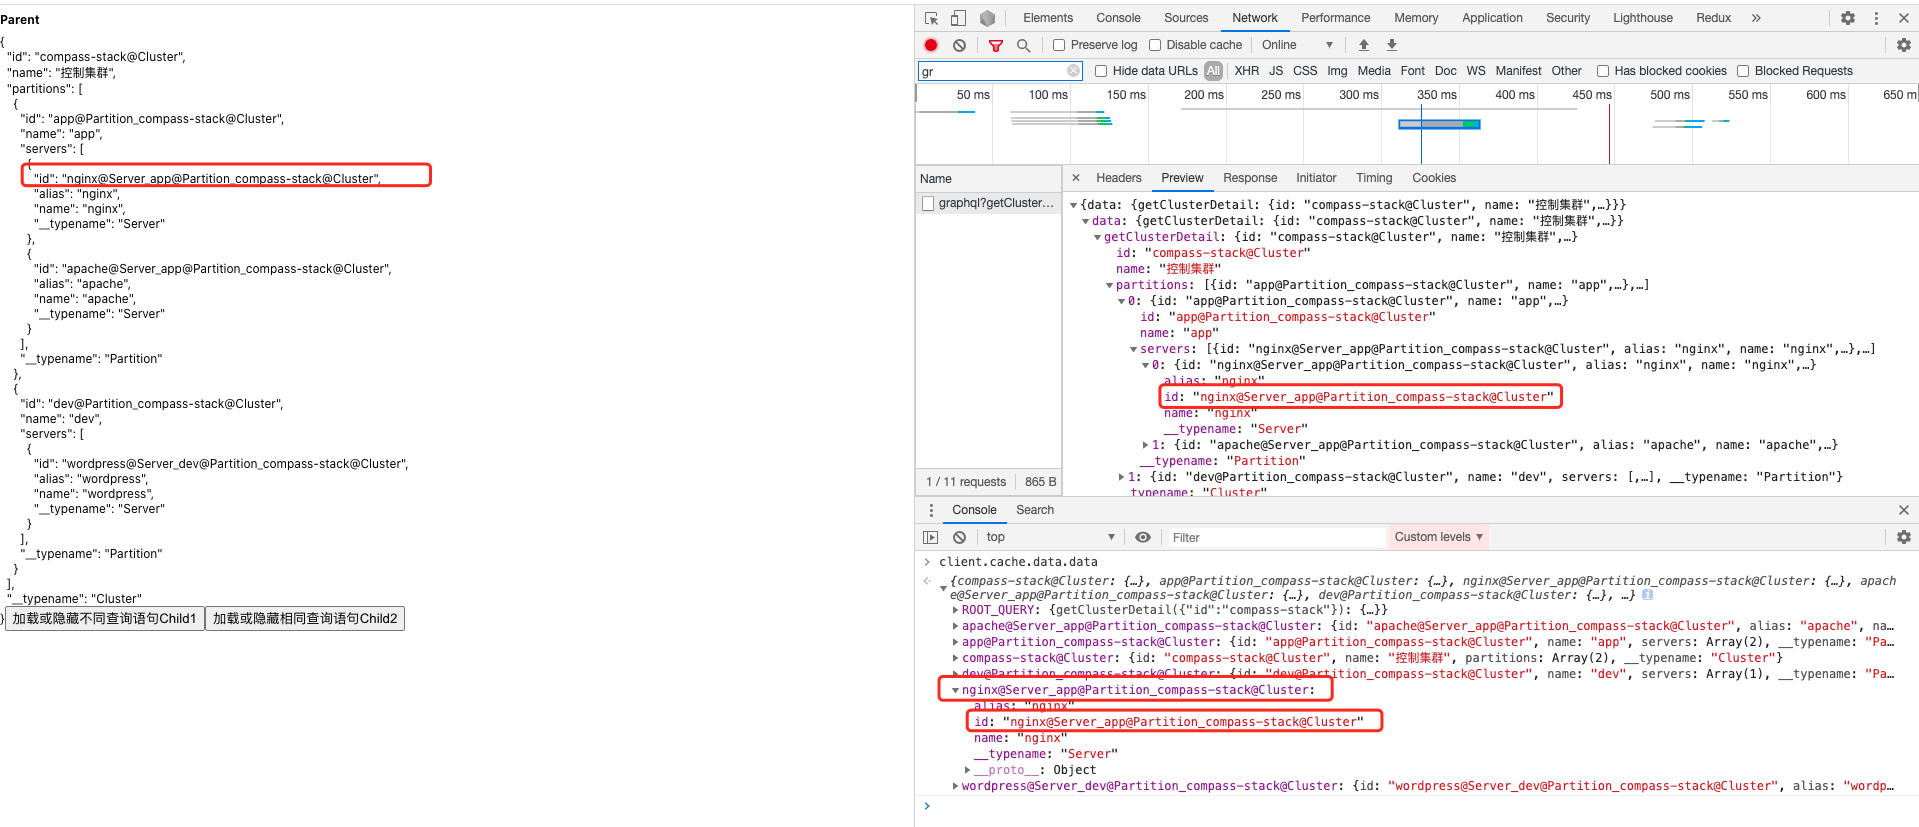 Parent
{
"id": "compass-stack@Cluster",
"name": "控制集群",
"partitions": [
{
"id": "app@Partition_compass-stack@Cluster",
"name": "app",
"servers": [
{
"id": "nginx@Server_app@Partition_compass-stack@Cluster",
"alias": "nginx",
"name": "nginx",
"__typename": "Server"
},
{
"id": "apache@Server_app@Partition_compass-stack@Cluster",
"alias": "apache",
"name": "apache",
"__typename": "Server"
}
],
"__typename": "Partition"
},
{
"id": "dev@Partition_compass-stack@Cluster",
"name": "dev",
"servers": [
{
"id": "wordpress@Server_dev@Partition_compass-stack@Cluster",
"alias": "wordpress",
"name": "wordpress",
"__typename": "Server"
}
],
"__typename": "Partition"
}
],
"__typename": "Cluster"
} 加载或隐藏不同查询语句Child1 加载或隐藏相同查询语句Child2
Elements Console Sources Network Performance Memory Application Security Lighthouse Redux »
Preserve log Disable cache Online
gr Hide data URLs All XHR JS CSS Img Media Font Doc WS Manifest Other Has blocked cookies Blocked Requests
50 ms 100 ms 150 ms 200 ms 250 ms 300 ms 350 ms 400 ms 450 ms 500 ms 550 ms 600 ms 650 m
Name
graphql?getCluster...
1 / 11 requests 865 B
× Headers Preview Response Initiator Timing Cookies
{data: {getClusterDetail: {id: "compass-stack@Cluster", name: "控制集群",…}}}
data: {getClusterDetail: {id: "compass-stack@Cluster", name: "控制集群",…}}
getClusterDetail: {id: "compass-stack@Cluster", name: "控制集群",…}
id: "compass-stack@Cluster"
name: "控制集群"
partitions: [{id: "app@Partition_compass-stack@Cluster", name: "app",…},…]
0: {id: "app@Partition_compass-stack@Cluster", name: "app",…}
id: "app@Partition_compass-stack@Cluster"
name: "app"
servers: [{id: "nginx@Server_app@Partition_compass-stack@Cluster", alias: "nginx", name: "nginx",…},…]
0: {id: "nginx@Server_app@Partition_compass-stack@Cluster", alias: "nginx", name: "nginx",…}
alias: "nginx"
id: "nginx@Server_app@Partition_compass-stack@Cluster"
name: "nginx"
__typename: "Server"
1: {id: "apache@Server_app@Partition_compass-stack@Cluster", alias: "apache", name: "apache",…}
__typename: "Partition"
1: {id: "dev@Partition_compass-stack@Cluster", name: "dev", servers: [,…], __typename: "Partition"}
typename: "Cluster"
Console Search
top Filter Custom levels
client.cache.data.data
{compass-stack@Cluster: {…}, app@Partition_compass-stack@Cluster: {…}, nginx@Server_app@Partition_compass-stack@Cluster: {…}, apach
e@Server_app@Partition_compass-stack@Cluster: {…}, dev@Partition_compass-stack@Cluster: {…}, …}
ROOT_QUERY: {getClusterDetail({"id":"compass-stack"}): {…}}
apache@Server_app@Partition_compass-stack@Cluster: {id: "apache@Server_app@Partition_compass-stack@Cluster", alias: "apache", na…
app@Partition_compass-stack@Cluster: {id: "app@Partition_compass-stack@Cluster", name: "app", servers: Array(2), __typename: "Pa…
compass-stack@Cluster: {id: "compass-stack@Cluster", name: "控制集群", partitions: Array(2), __typename: "Cluster"}
dev@Partition_compass-stack@Cluster: {id: "dev@Partition_compass-stack@Cluster", name: "dev", servers: Array(1), __typename: "Pa…
nginx@Server_app@Partition_compass-stack@Cluster:
alias: "nginx"
id: "nginx@Server_app@Partition_compass-stack@Cluster"
name: "nginx"
__typename: "Server"
__proto__: Object
wordpress@Server_dev@Partition_compass-stack@Cluster: {id: "wordpress@Server_dev@Partition_compass-stack@Cluster", alias: "wordp…